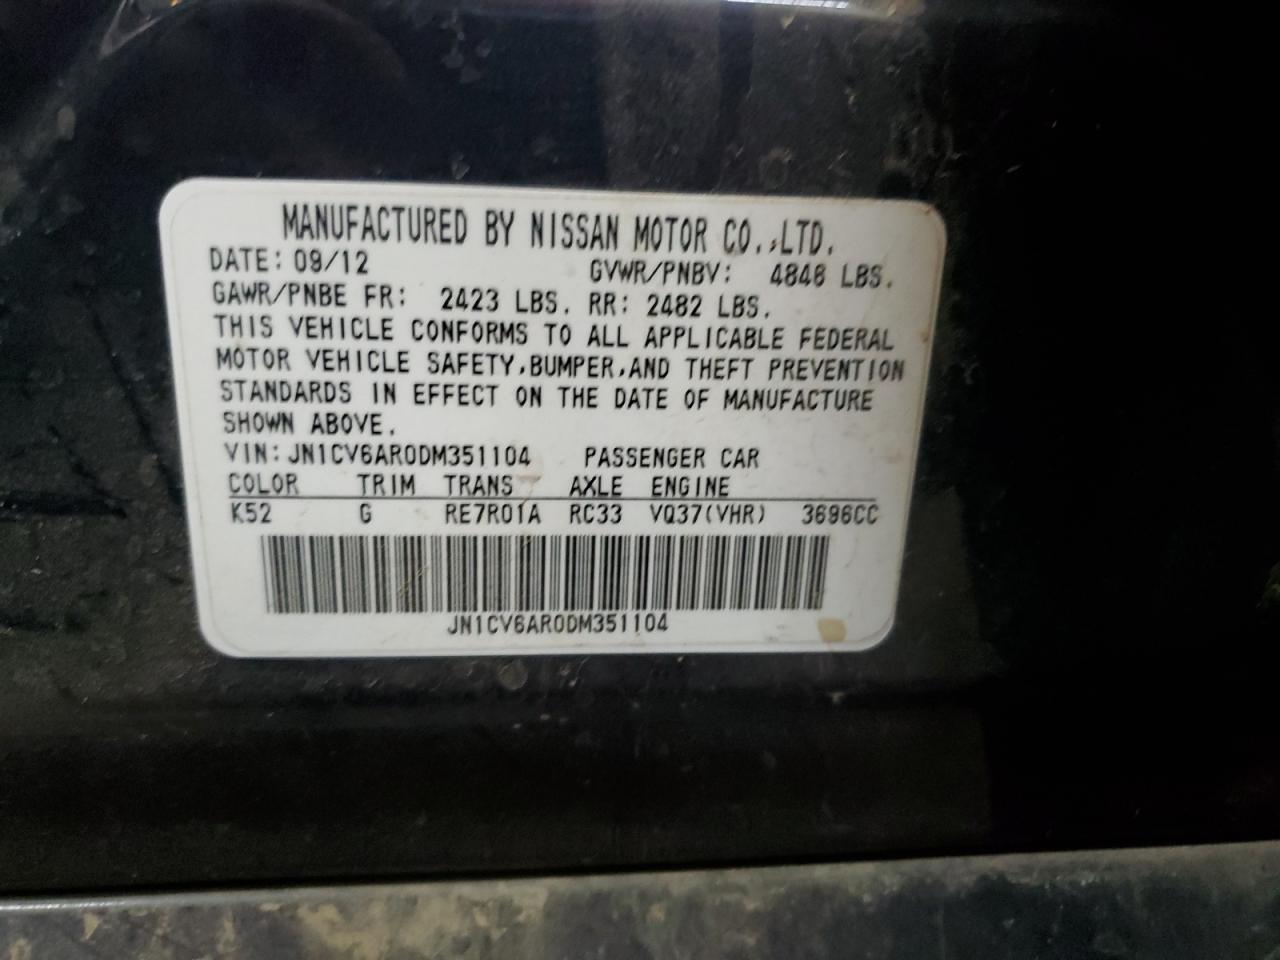 MANUFACTURED BY NISSAN MOTOR CO.,LTD.
DATE: 09/12 GVWR/PNBV: 4848 LBS.
GAWR/PNBE FR: 2423 LBS. RR: 2482 LBS.
THIS VEHICLE CONFORMS TO ALL APPLICABLE FEDERAL
MOTOR VEHICLE SAFETY,BUMPER,AND THEFT PREVENTION
STANDARDS IN EFFECT ON THE DATE OF MANUFACTURE
SHOWN ABOVE.
VIN:JN1CV6AR0DM351104 PASSENGER CAR
COLOR TRIM TRANS AXLE ENGINE
K52 G RE7R01A RC33 VQ37(VHR) 3696CC
JN1CV6AR0DM351104